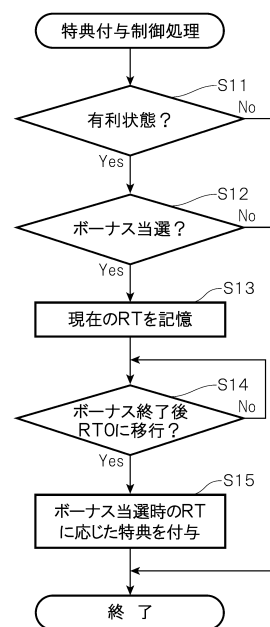 特典付与制御処理
S11
有利状態？
No
Yes
S12
ボーナス当選？
No
Yes
S13
現在のRTを記憶
S14
ボーナス終了後
RT0に移行？
No
Yes
S15
ボーナス当選時のRT
に応じた特典を付与
終 了